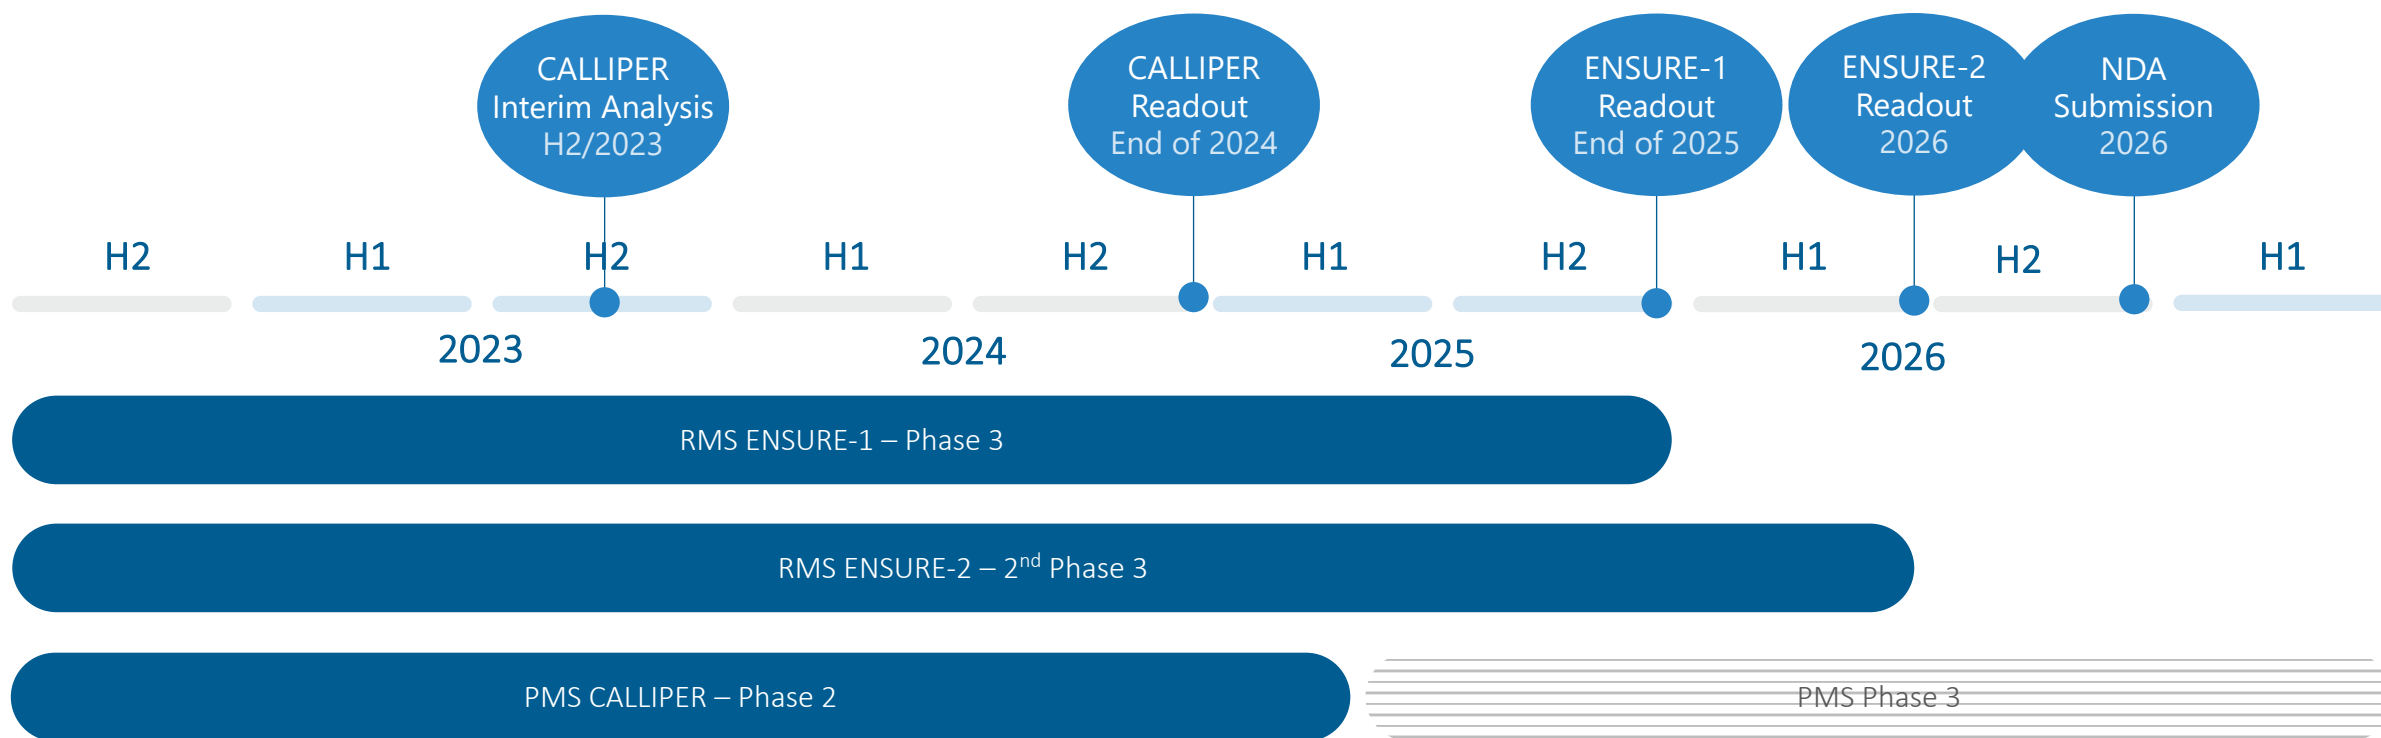 CALLIPER
Interim Analysis
H2/2023
CALLIPER
Readout
End of 2024
ENSURE-1
Readout
End of 2025
ENSURE-2
Readout
2026
NDA
Submission
2026
H2
H1
H2
H1
H2
H1
H2
H1
H2
H1
2023
2024
2025
2026
RMS ENSURE-1 – Phase 3
RMS ENSURE-2 – 2nd Phase 3
PMS CALLIPER – Phase 2
PMS Phase 3